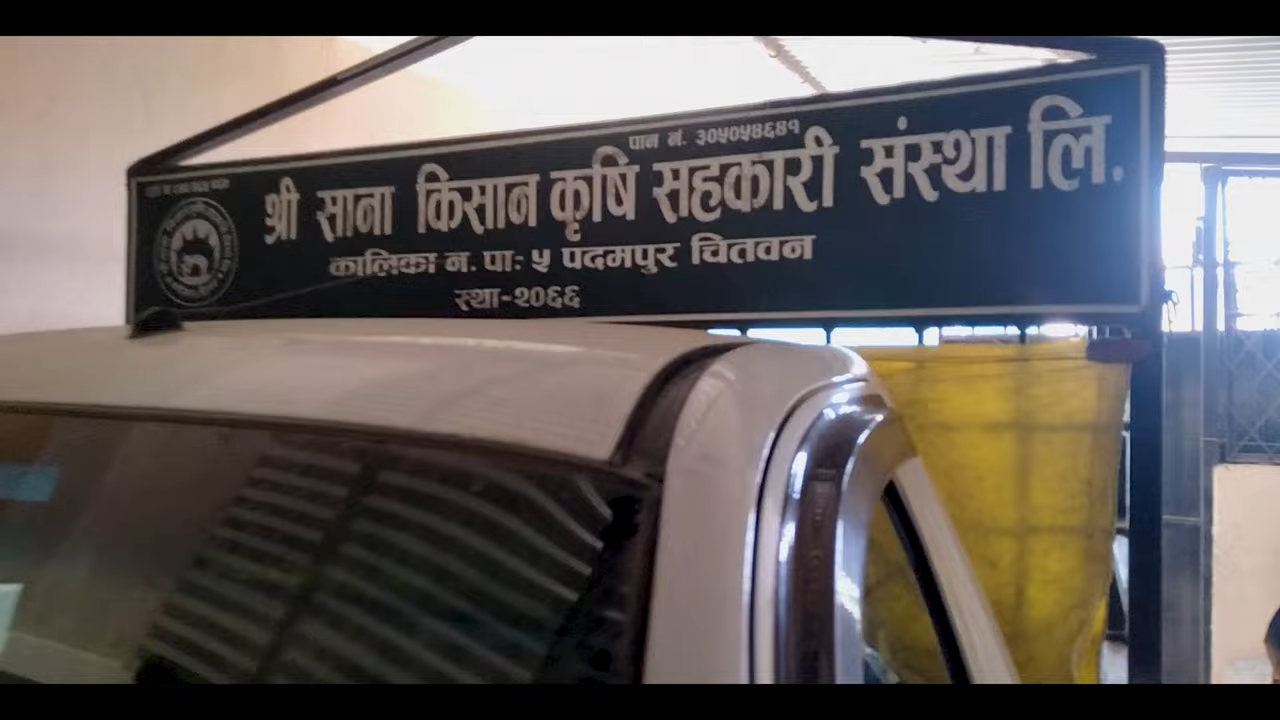 पान नं. ३०५०५४६४१
श्री साना किसान कृषि सहकारी संस्था लि.
कालिका न. पाः ५ पदमपुर चितवन
स्था-२०६६